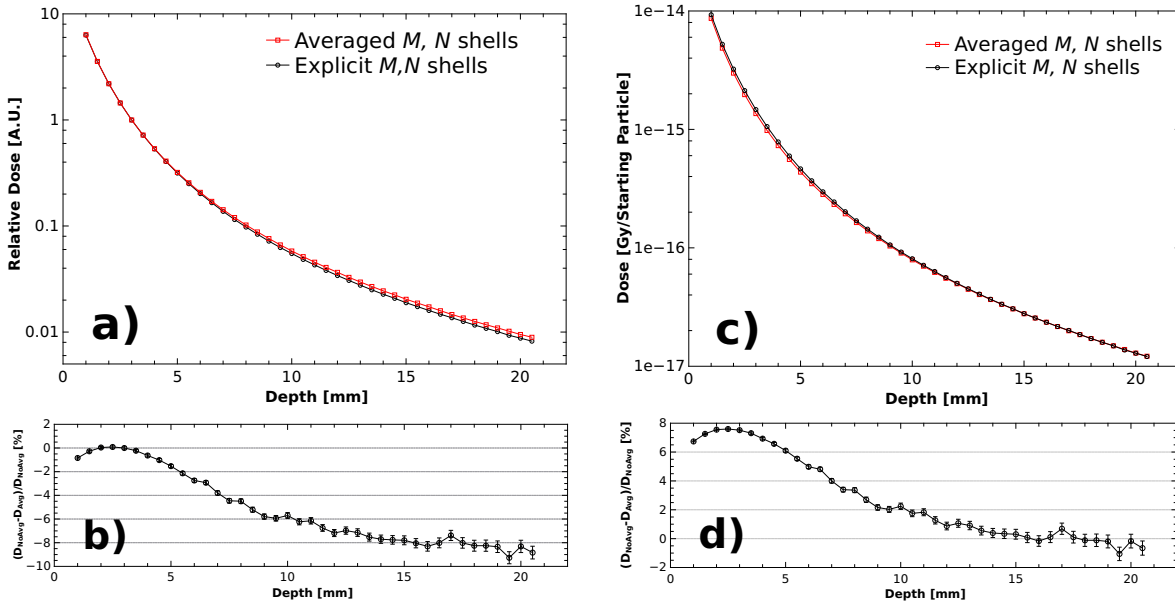 10
1
0.1
0.01
Relative Dose [A.U.]
Averaged M, N shells
Explicit M,N shells
a)
0
5
10
15
20
Depth [mm]
1e−14
1e−15
1e−16
1e−17
Dose [Gy/Starting Particle]
Averaged M, N shells
Explicit M, N shells
c)
0
5
10
15
20
Depth [mm]
2
0
−2
−4
−6
−8
−10
(DNoAvg-DAvg)/DNoAvg [%]
b)
0
5
10
15
20
Depth [mm]
8
6
4
2
0
−2
(DNoAvg-DAvg)/DNoAvg [%]
d)
0
5
10
15
20
Depth [mm]